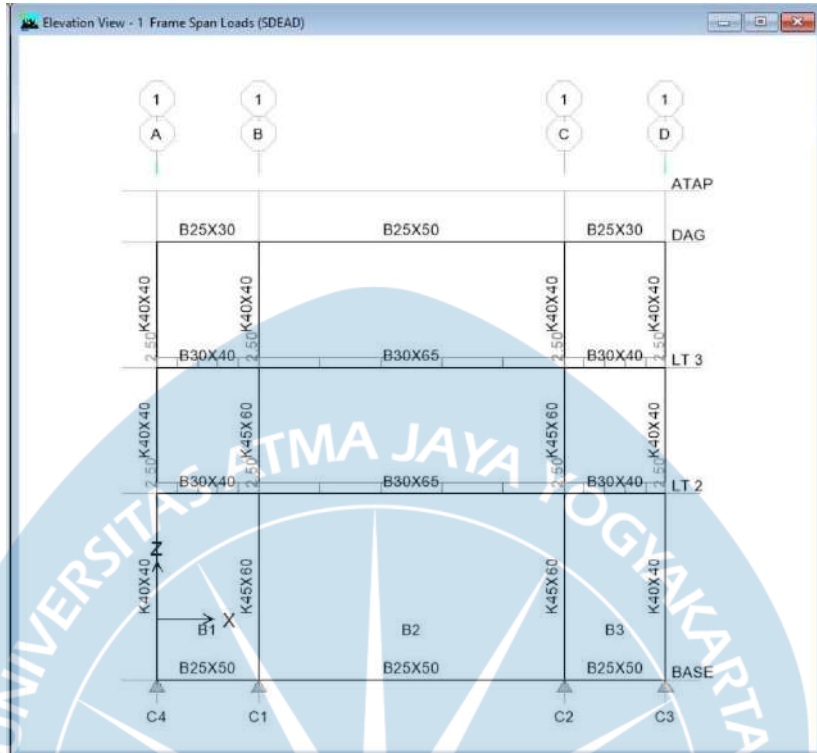 Elevation View - 1 Frame Span Loads (SDEAD)
1 1 1 1
A B C D
ATAP
B25X30 B25X50 B25X30 DAG
K40X40 K40X40 K40X40 K40X40
2.50 2.50 2.50 2.50
B30X40 B30X65 B30X40 LT 3
K40X40 K45X60 K45X60 K40X40
2.50 2.50 2.50 2.50
B30X40 B30X65 B30X40 LT 2
K40X40 K45X60 K45X60 K40X40
Z
X
B1 B2 B3
B25X50 B25X50 B25X50 BASE
C4 C1 C2 C3
UNIVERSITAS ATMA JAYA YOGYAKARTA